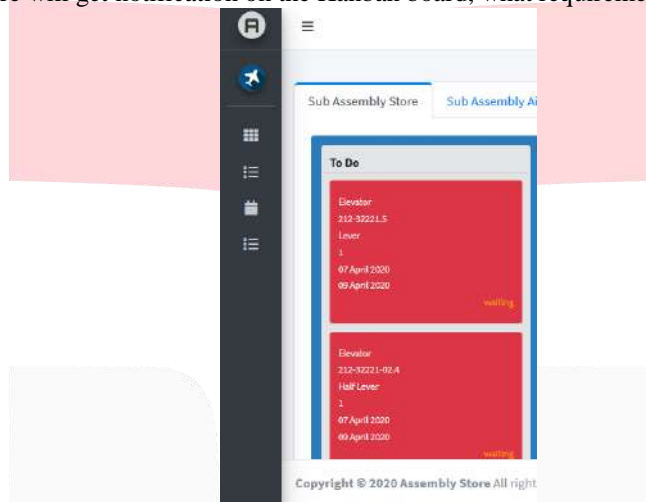 will get notification on the Kanban board, what requirem
Sub Assembly Store
Sub Assembly Ai
To Do
Elevator
212-32221.5
Lever
1
07 April 2020
09 April 2020
waiting
Elevator
212-32221-02.4
Half Lever
1
07 April 2020
09 April 2020
waiting
Copyright © 2020 Assembly Store All right